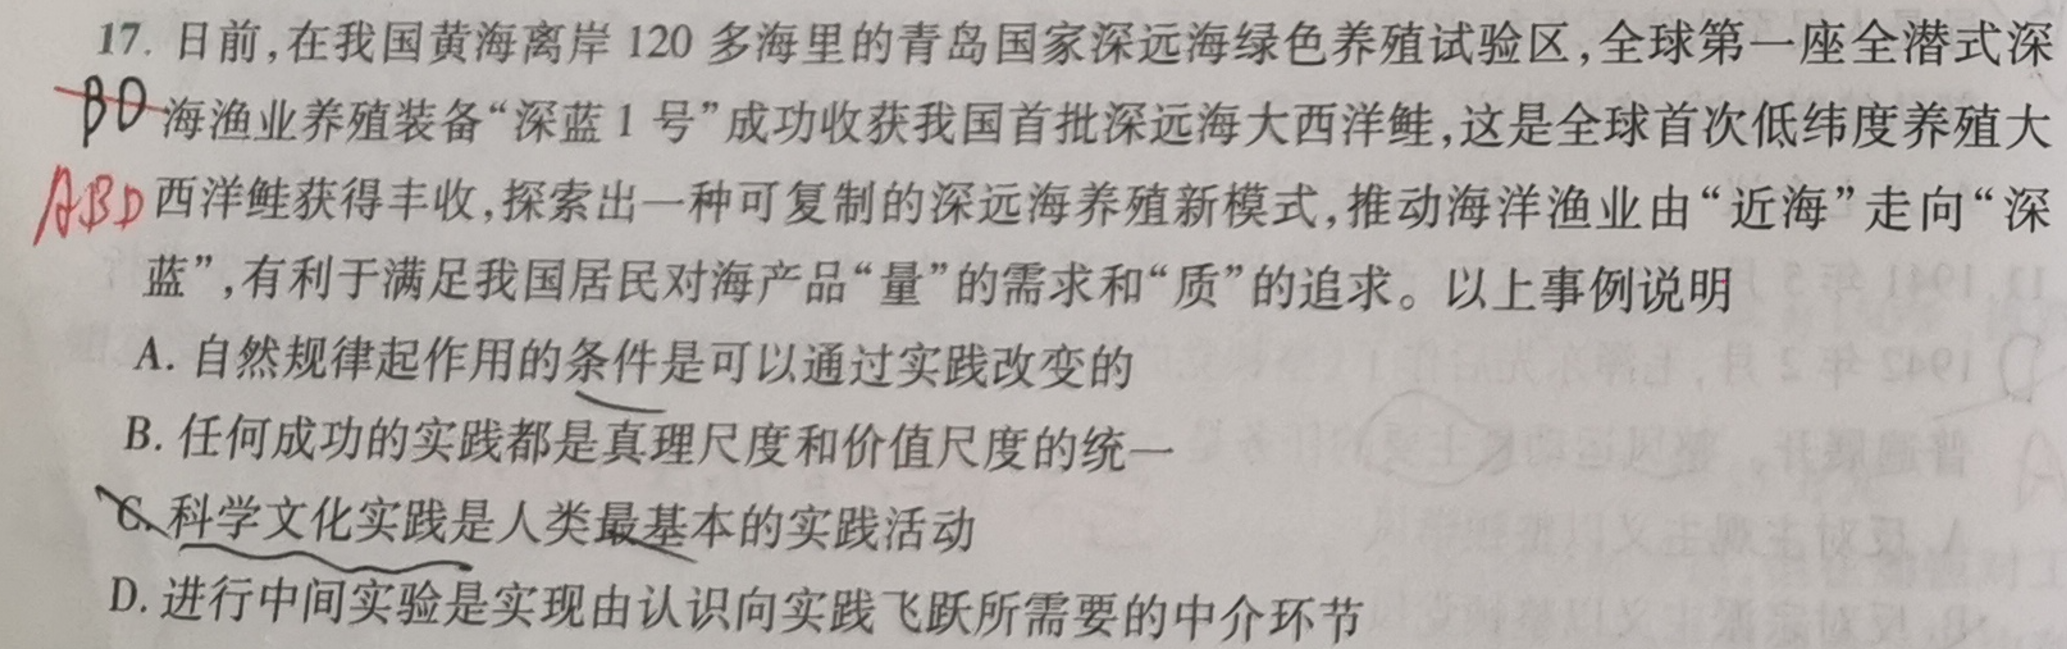 17. 日前,在我国黄海离岸 120 多海里的青岛国家深远海绿色养殖试验区,全球第一座全潜式深
BD 海渔业养殖装备“深蓝 1 号”成功收获我国首批深远海大西洋鲑,这是全球首次低纬度养殖大
ABD 西洋鲑获得丰收,探索出一种可复制的深远海养殖新模式,推动海洋渔业由“近海”走向“深
蓝”,有利于满足我国居民对海产品“量”的需求和“质”的追求。以上事例说明
A. 自然规律起作用的条件是可以通过实践改变的
B. 任何成功的实践都是真理尺度和价值尺度的统一
C. 科学文化实践是人类最基本的实践活动
D. 进行中间实验是实现由认识向实践飞跃所需要的中介环节